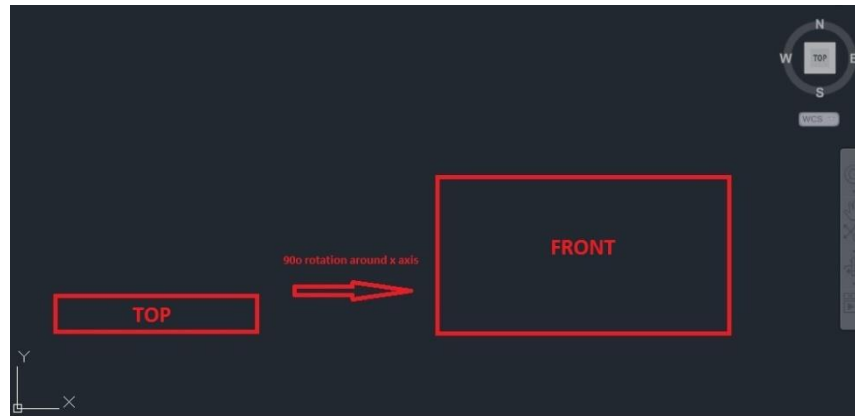 N
W
TOP
E
S
WCS
FRONT
90o rotation around x axis
TOP
Y
X